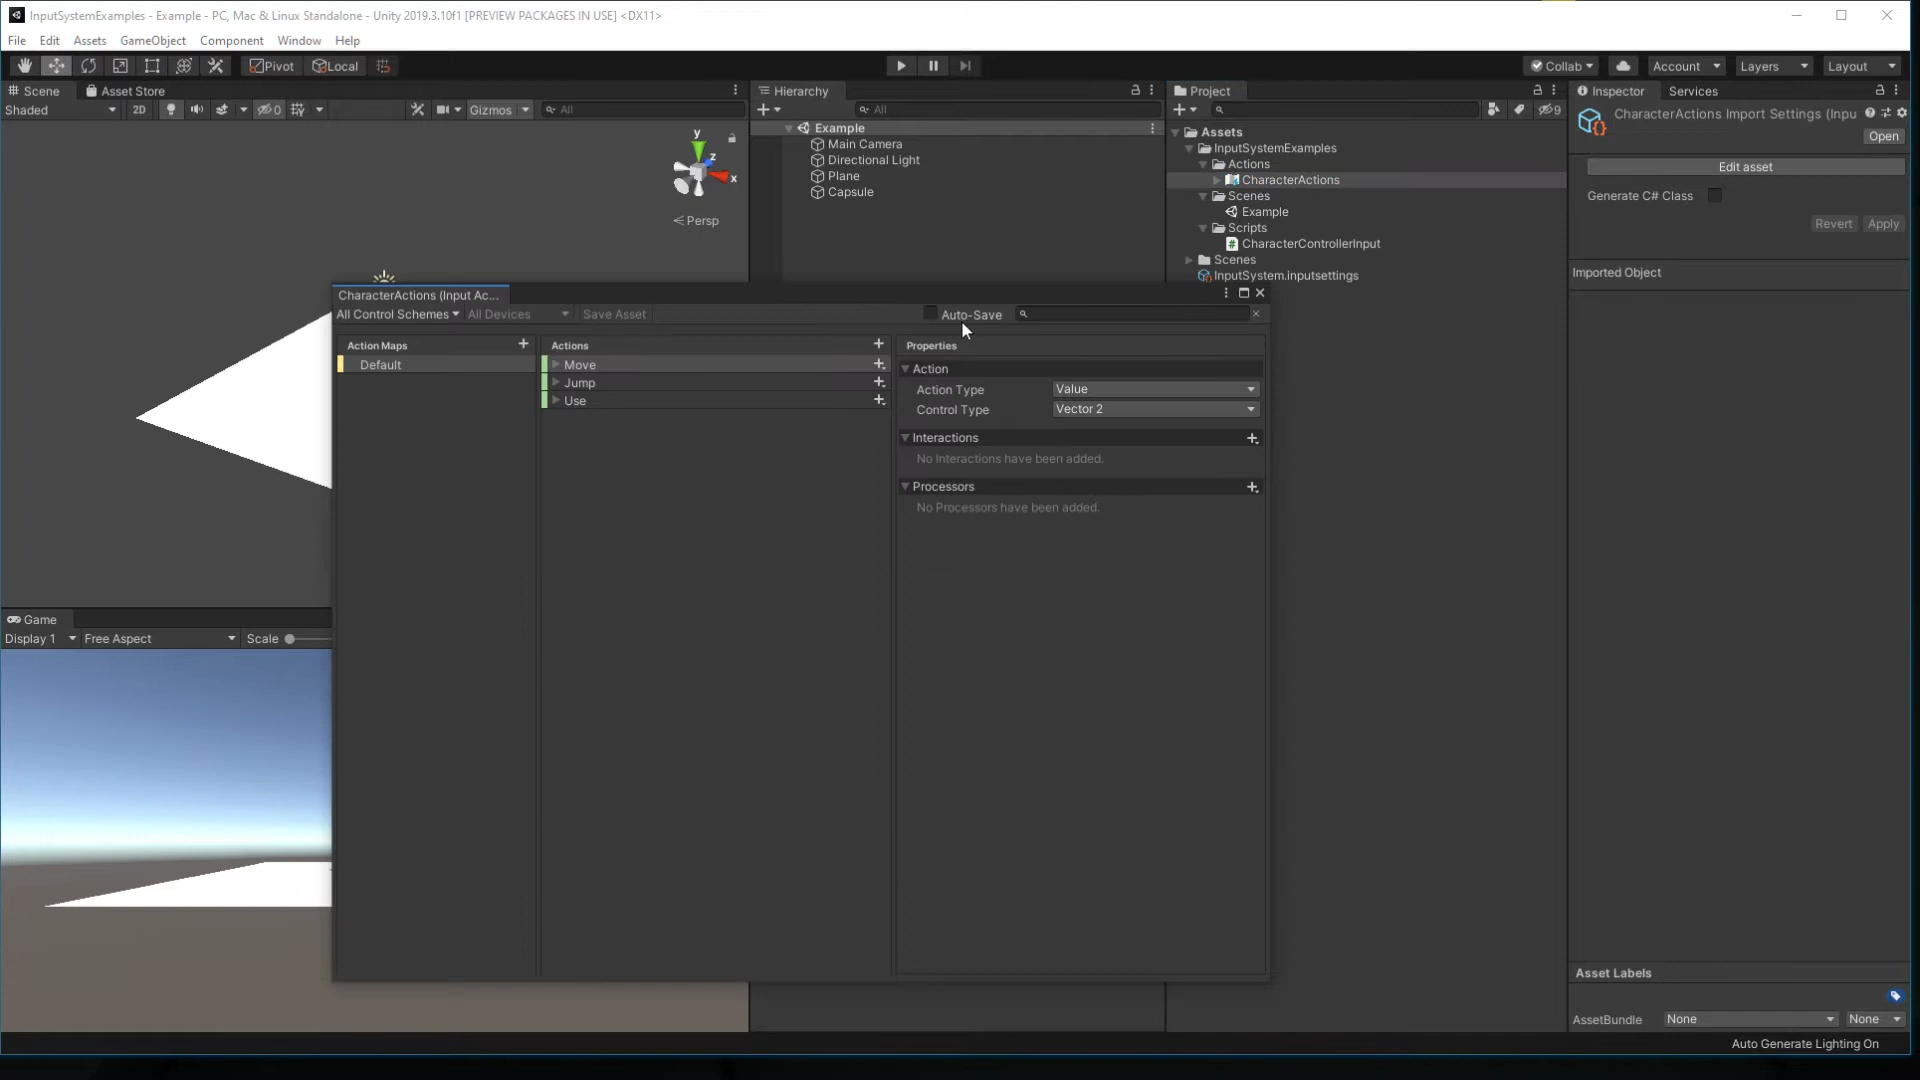 InputSystemExamples - Example - PC, Mac & Linux Standalone - Unity 2019.3.10f1 [PREVIEW PACKAGES IN USE] <DX11>
File Edit Assets GameObject Component Window Help
Pivot Local Collab Account Layers Layout
Scene Asset Store
Shaded 2D 0 Gizmos All
y
z
x
Persp
Hierarchy
All
Example
Main Camera
Directional Light
Plane
Capsule
Project
9
Assets
InputSystemExamples
Actions
CharacterActions
Scenes
Example
Scripts
CharacterControllerInput
Scenes
InputSystem.inputsettings
Inspector Services
CharacterActions Import Settings (Inpu
Open
Edit asset
Generate C# Class
Revert Apply
Imported Object
CharacterActions (Input Ac...
All Control Schemes All Devices Save Asset Auto-Save
Action Maps
Default
Actions
Move
Jump
Use
Properties
Action
Action Type Value
Control Type Vector 2
Interactions
No Interactions have been added.
Processors
No Processors have been added.
Game
Display 1 Free Aspect Scale
Asset Labels
AssetBundle None None
Auto Generate Lighting On